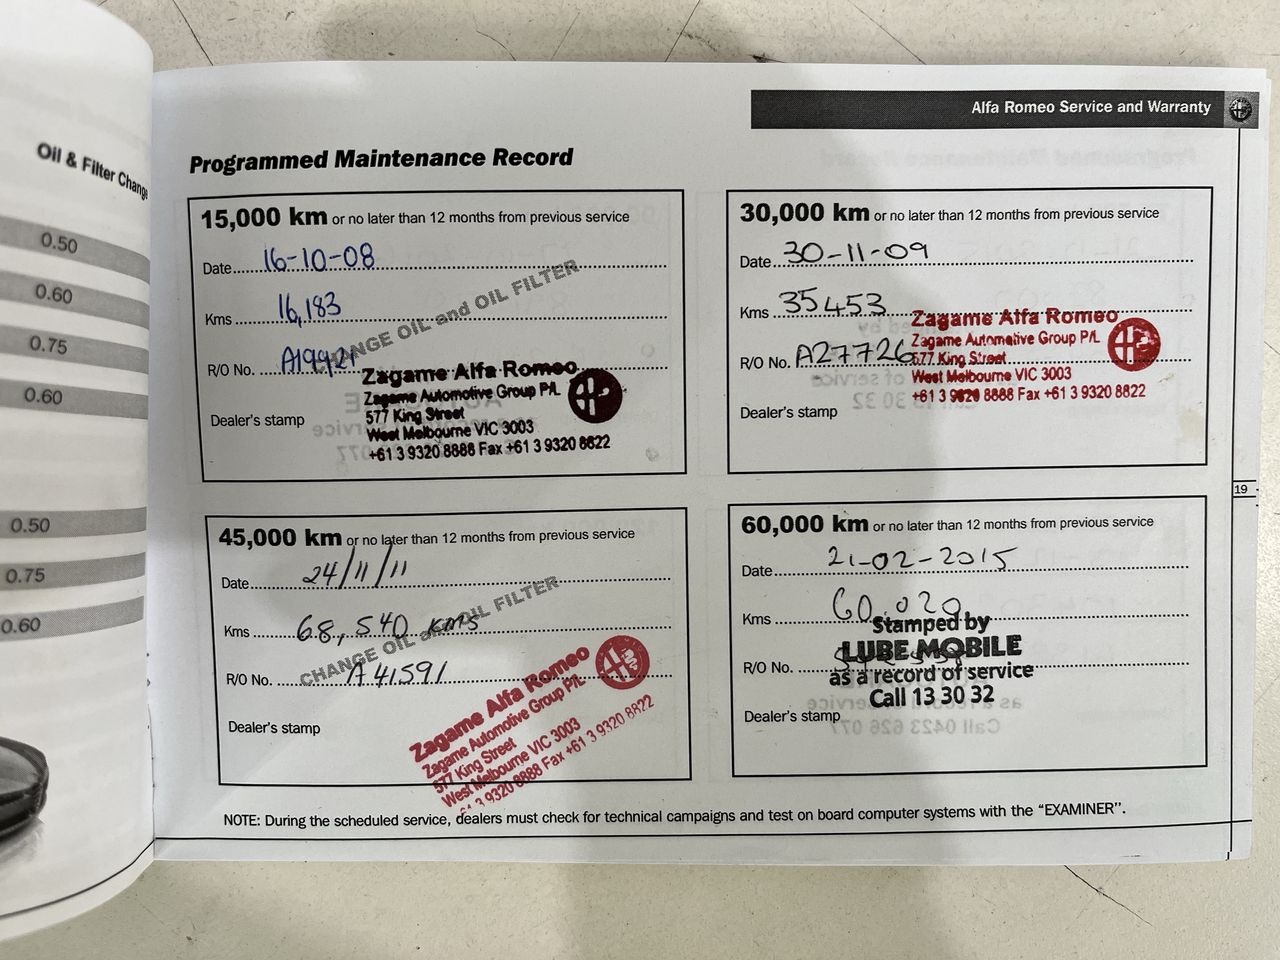 Alfa Romeo Service and Warranty
Oil & Filter Change
0.50
0.60
0.75
0.60
0.50
0.75
0.60
Programmed Maintenance Record
15,000 km or no later than 12 months from previous service
Date 16-10-08
Kms 16,183
R/O No. A19921
CHANGE OIL and OIL FILTER
Dealer's stamp
Zagame Alfa Romeo
Zagame Automotive Group P/L
577 King Street
West Melbourne VIC 3003
+61 3 9320 8888 Fax +61 3 9320 8822
30,000 km or no later than 12 months from previous service
Date 30-11-09
Kms 35453
R/O No. A27726
Dealer's stamp
Zagame Alfa Romeo
Zagame Automotive Group P/L
577 King Street
West Melbourne VIC 3003
+61 3 9320 8888 Fax +61 3 9320 8822
45,000 km or no later than 12 months from previous service
Date 24/11/11
Kms 68,540 kms
R/O No. A41591
CHANGE OIL and OIL FILTER
Dealer's stamp
Zagame Alfa Romeo
Zagame Automotive Group P/L
577 King Street
West Melbourne VIC 3003
+61 3 9320 8888 Fax +61 3 9320 8822
60,000 km or no later than 12 months from previous service
Date 21-02-2015
Kms 60,029
R/O No.
Dealer's stamp
Stamped by
LUBE MOBILE
as a record of service
Call 13 30 32
19
NOTE: During the scheduled service, dealers must check for technical campaigns and test on board computer systems with the “EXAMINER”.